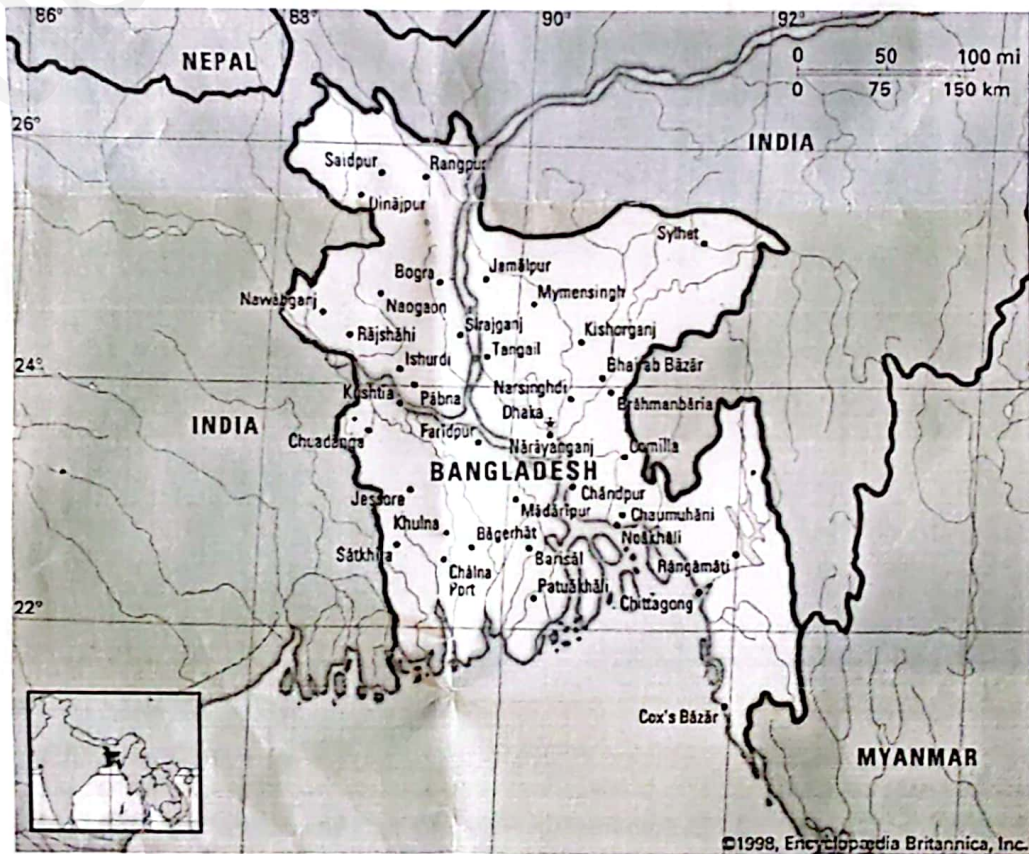 86° 88° 90° 92°
0 50 100 mi
0 75 150 km
NEPAL
26°
INDIA
Saidpur
Rangpur
Dinājpur
Sylhet
Bogra
Jamālpur
Nawābganj
Naogaon
Mymensingh
Rājshāhi
Sirājganj
Kishorganj
Ishurdi
Tangail
Bhairab Bāzār
24°
Kushtia
Pābna
Narsinghdi
Brāhmanbāria
INDIA
Dhaka
Chuadanga
Faridpur
Nārāyanganj
Comilla
BANGLADESH
Jessore
Chāndpur
Mādārīpur
Chaumuhāni
Khulna
Bāgerhāt
Noākhāli
Sātkhira
Chālna
Port
Barisāl
Rāngāmāti
Patuākhāli
Chittagong
22°
Cox's Bāzār
MYANMAR
©1998, Encyclopædia Britannica, Inc.